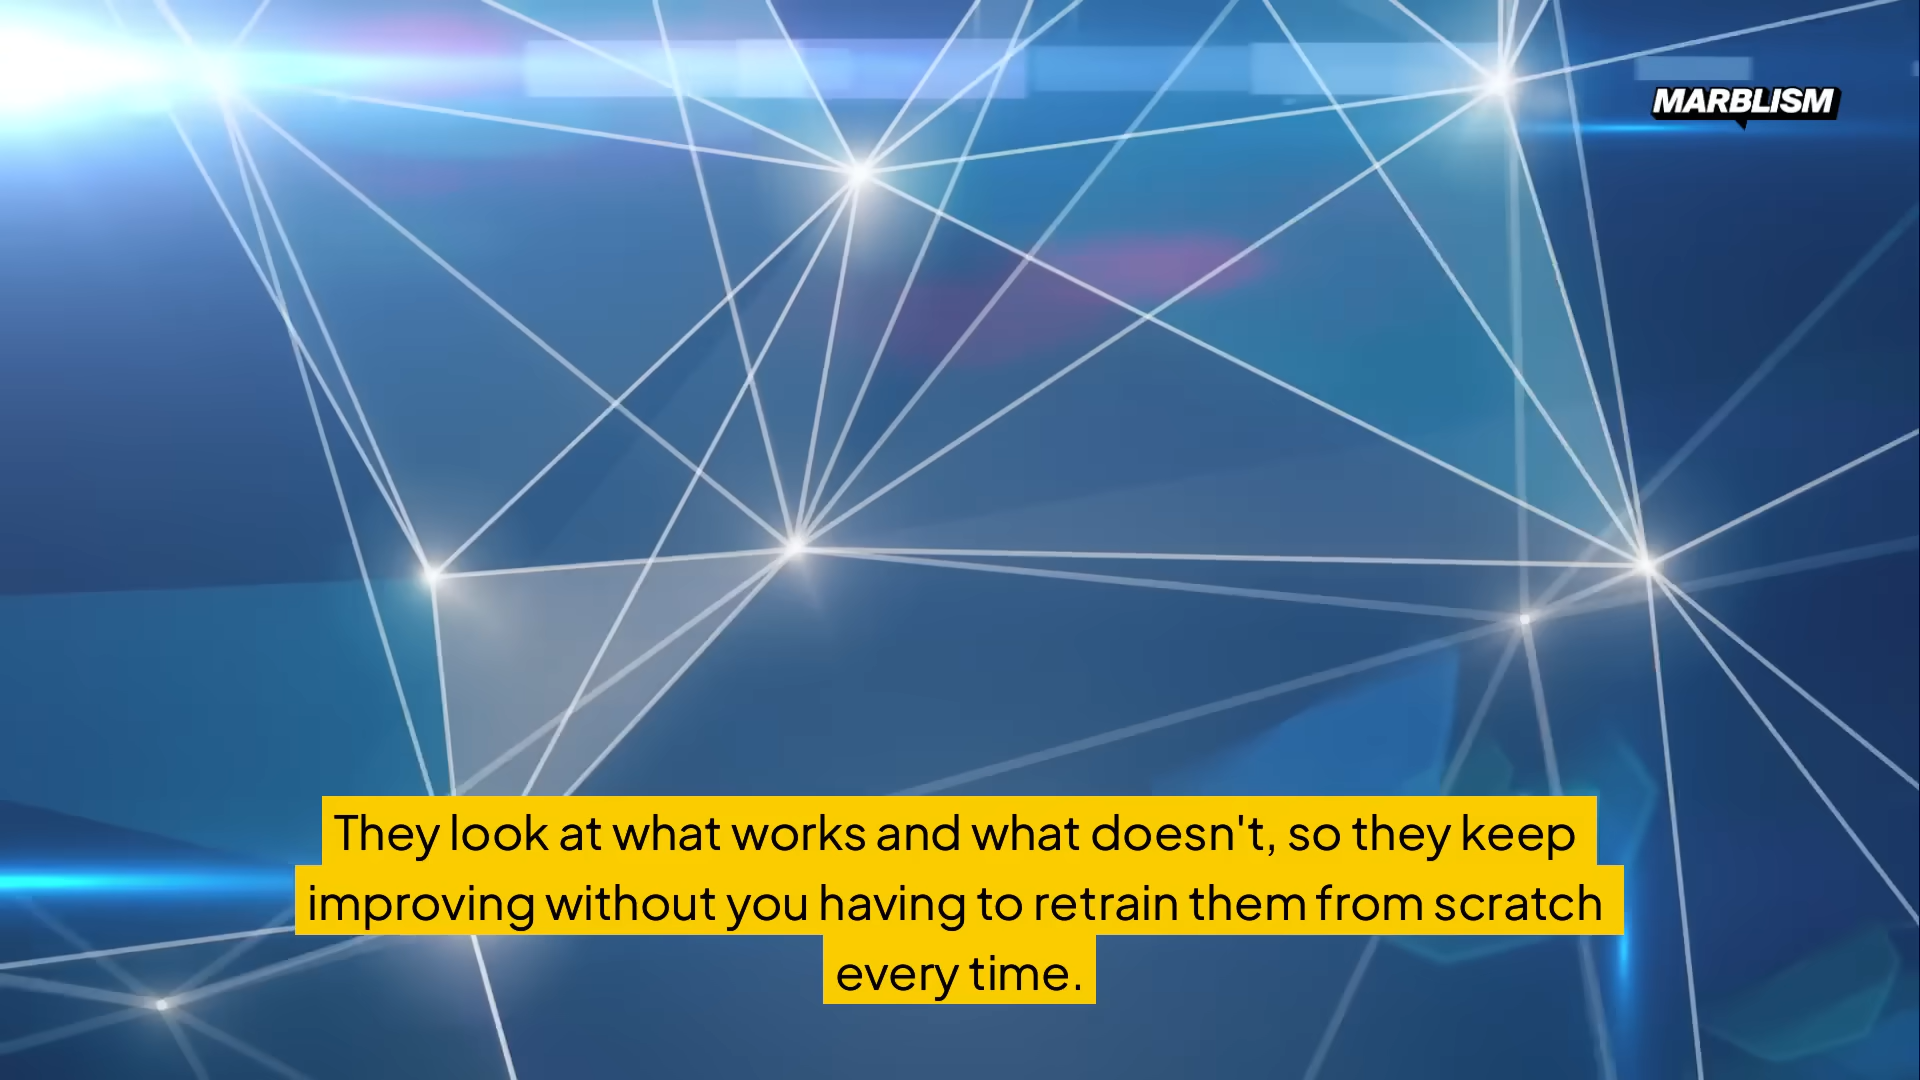 MARBLISM
They look at what works and what doesn't, so they keep
improving without you having to retrain them from scratch
every time.